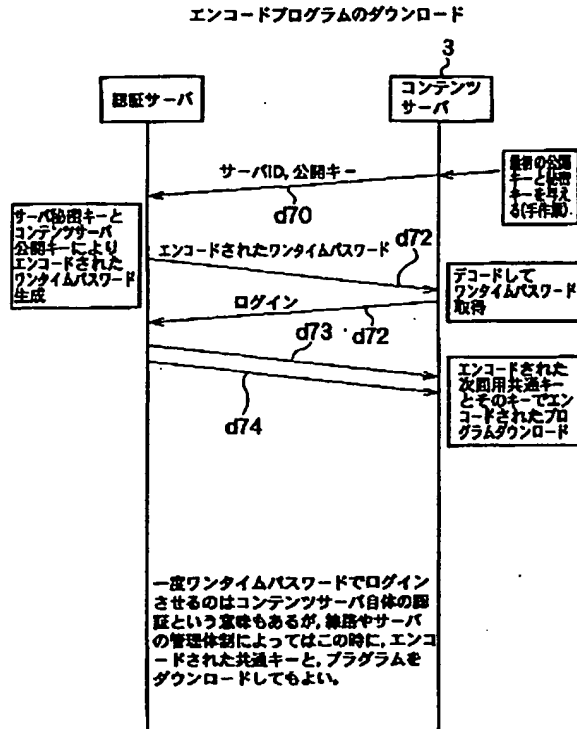 エンコードプログラムのダウンロード
3
認証サーバ
コンテンツ
サーバ
サーバID, 公開キー
最初の公開
キーと秘密
キーを与え
る(手作業)
d70
サーバ秘密キーと
コンテンツサーバ
公開キーにより
エンコードされた
ワンタイムパスワード
生成
エンコードされたワンタイムパスワード
d72
デコードして
ワンタイムパスワード
取得
ログイン
d72
d73
d74
エンコードされた
次回用共通キー
とそのキーでエン
コードされたプロ
グラムダウンロード
一度ワンタイムパスワードでログイン
させるのはコンテンツサーバ自体の認
証という意味もあるが, 線路やサーバ
の管理体制によってはこの時に, エンコ
ードされた共通キーと, プラグラムを
ダウンロードしてもよい。